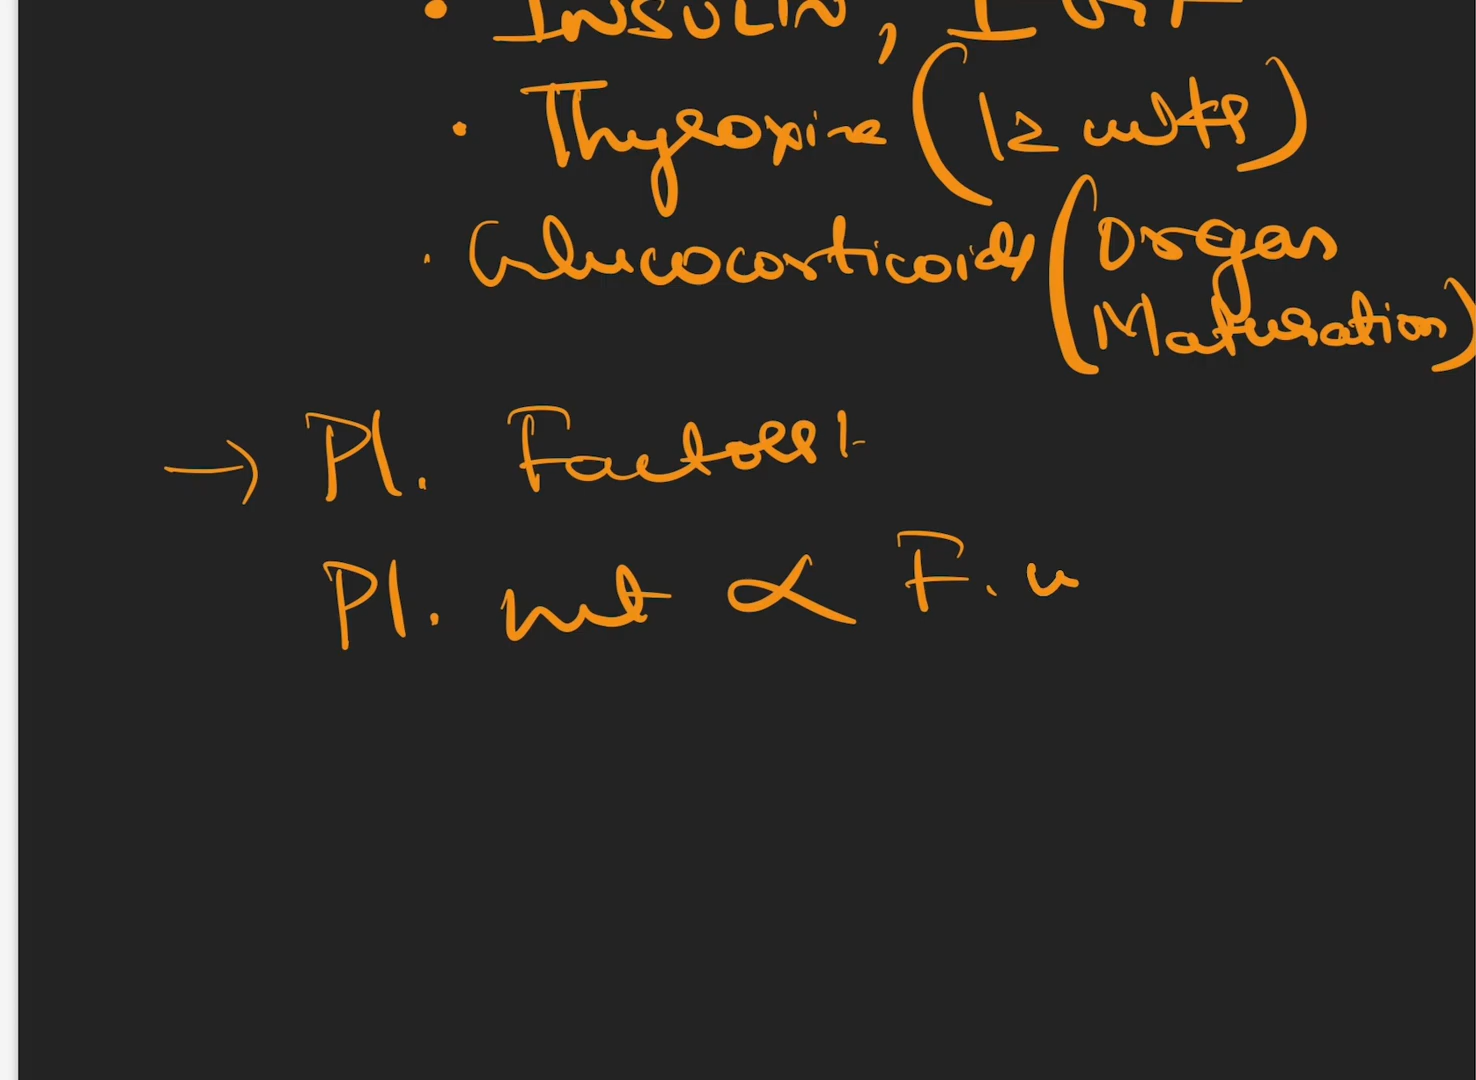 • INSULIN, IGF
• Thyroxine (12 wks)
• Glucocorticoids (Organ
Maturation)
→ Pl. Factors :-
Pl. wt ∝ F. w